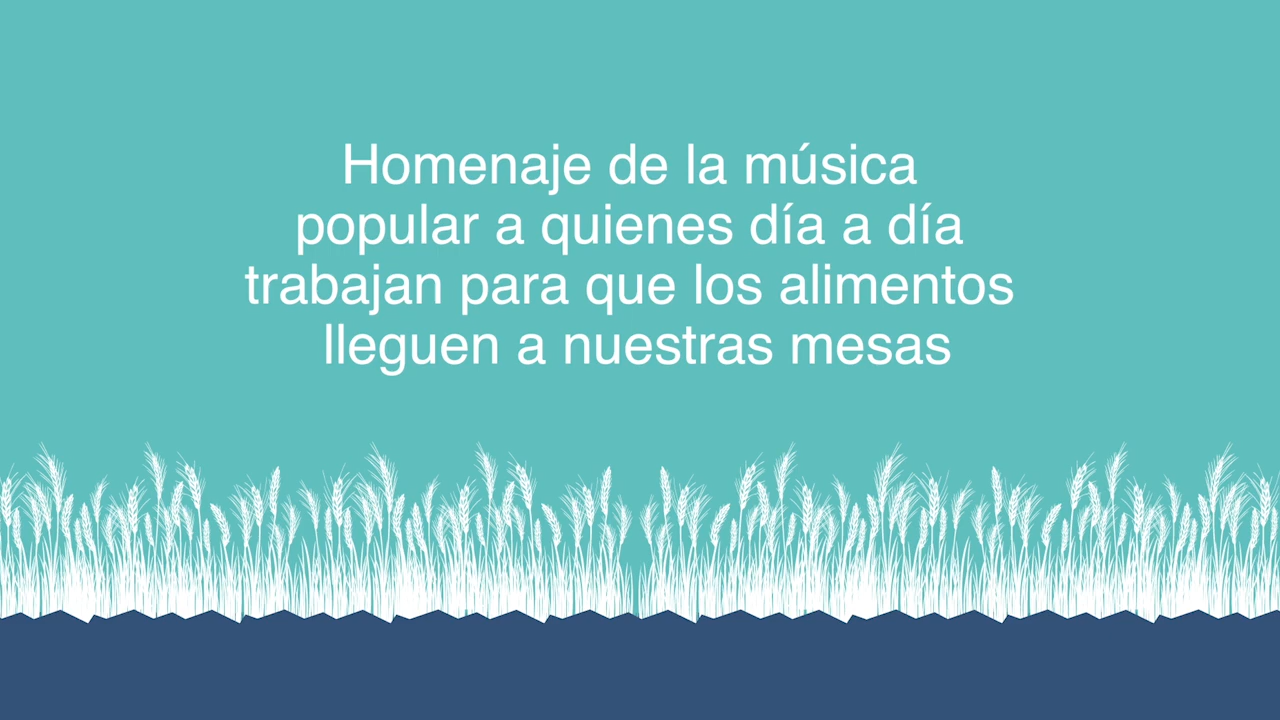 Homenaje de la música
popular a quienes día a día
trabajan para que los alimentos
lleguen a nuestras mesas